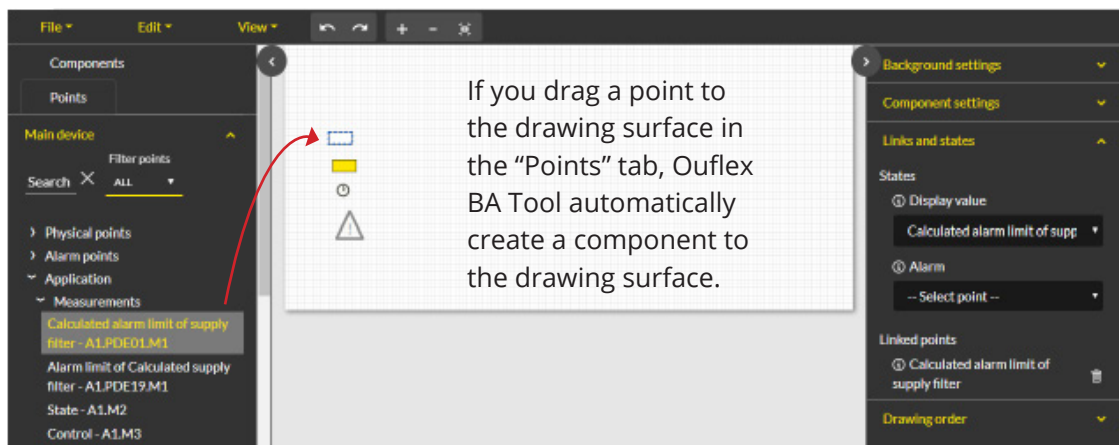 File
Edit
View
Components
Points
Main device
Filter points
Search
ALL
Physical points
Alarm points
Application
Measurements
Calculated alarm limit of supply
filter - A1.PDE01.M1
Alarm limit of Calculated supply
filter - A1.PDE19.M1
State - A1.M2
Control - A1.M3
If you drag a point to
the drawing surface in
the “Points” tab, Ouflex
BA Tool automatically
create a component to
the drawing surface.
Background settings
Component settings
Links and states
States
Display value
Calculated alarm limit of supp
Alarm
-- Select point --
Linked points
Calculated alarm limit of
supply filter
Drawing order